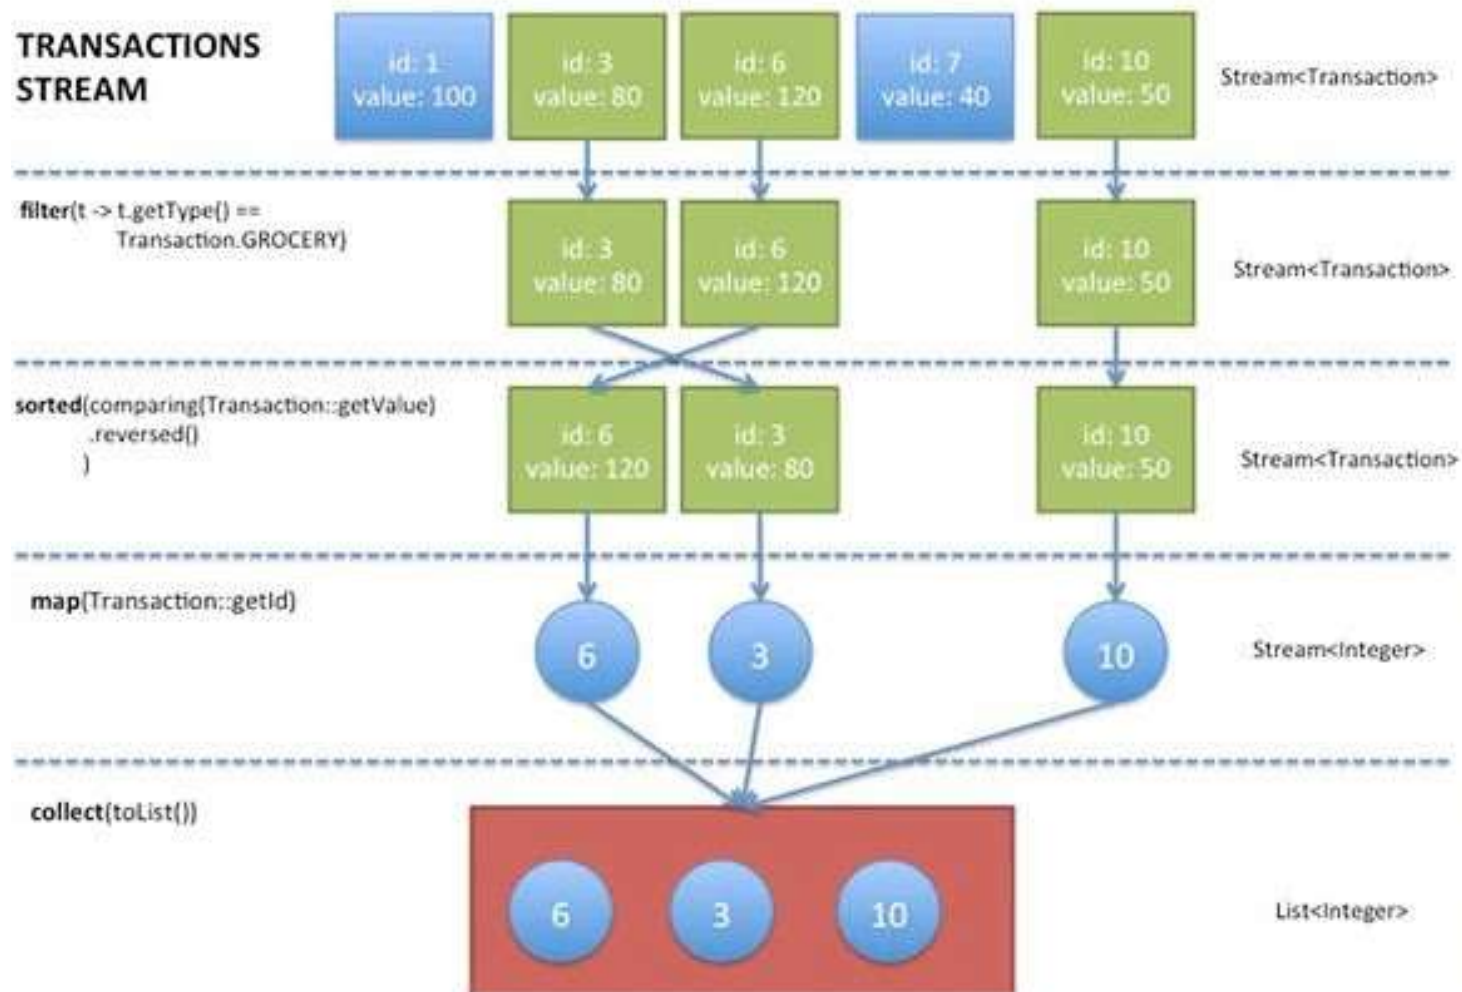 TRANSACTIONS
STREAM
id: 1
value: 100
id: 3
value: 80
id: 6
value: 120
id: 7
value: 40
id: 10
value: 50
Stream<Transaction>
filter(t -> t.getType() ==
Transaction.GROCERY)
id: 3
value: 80
id: 6
value: 120
id: 10
value: 50
Stream<Transaction>
sorted(comparing(Transaction::getValue)
.reversed()
)
id: 6
value: 120
id: 3
value: 80
id: 10
value: 50
Stream<Transaction>
map(Transaction::getId)
6
3
10
Stream<Integer>
collect(toList())
6
3
10
List<Integer>